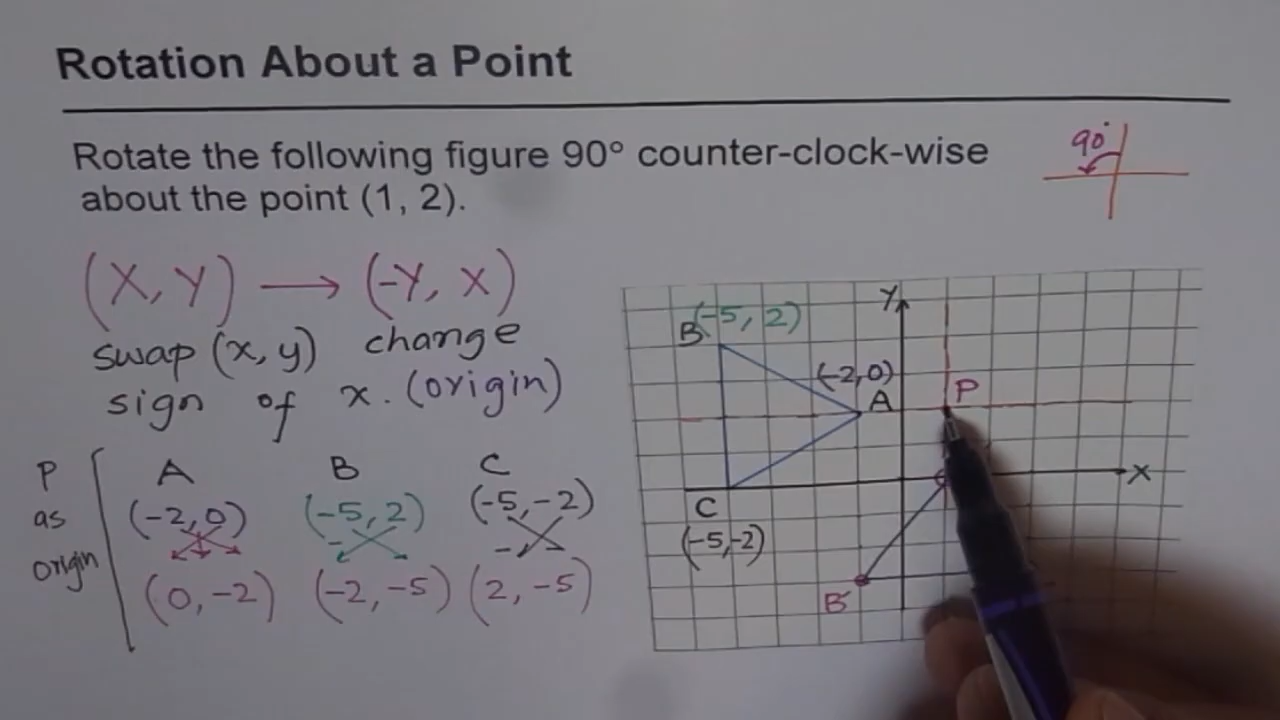 Rotation About a Point
Rotate the following figure 90° counter-clock-wise
about the point (1, 2).
90°
(X, Y) → (-Y, X)
swap (x, y) change
sign of x. (origin)
P
as
origin
A B C
(-2, 0) (-5, 2) (-5, -2)
- -
(0, -2) (-2, -5) (2, -5)
Y
B (-5, 2)
(-2, 0)
A
P
X
C
(-5, -2)
B'